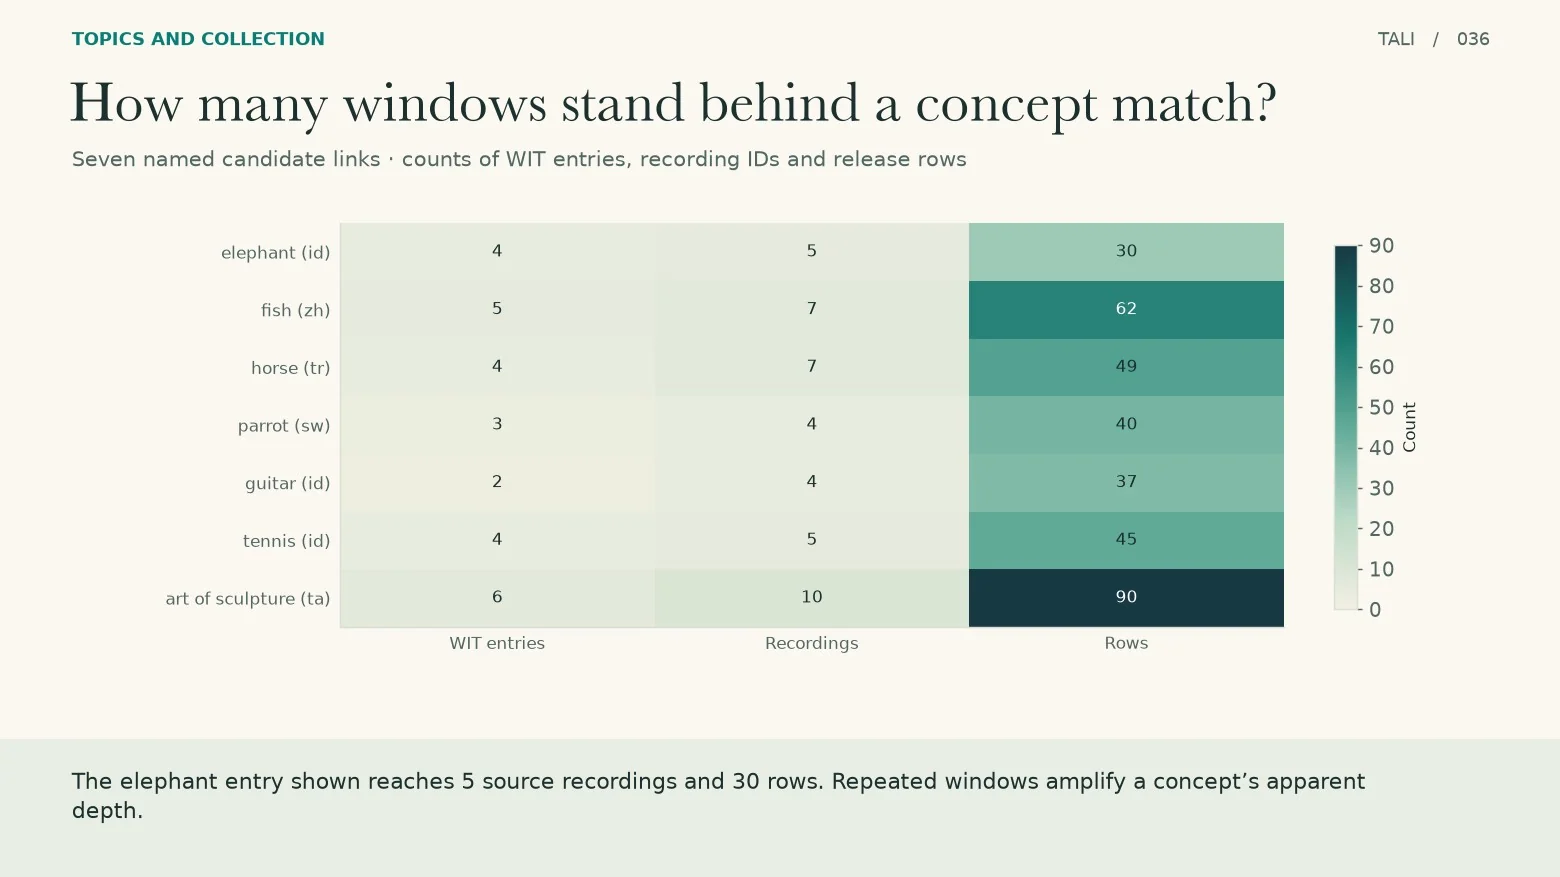 TOPICS AND COLLECTION
TALI / 036
How many windows stand behind a concept match?
Seven named candidate links · counts of WIT entries, recording IDs and release rows
elephant (id) 4 5 30
fish (zh) 5 7 62
horse (tr) 4 7 49
parrot (sw) 3 4 40
guitar (id) 2 4 37
tennis (id) 4 5 45
art of sculpture (ta) 6 10 90
WIT entries Recordings Rows
90
80
70
60
50
40
30
20
10
0
Count
The elephant entry shown reaches 5 source recordings and 30 rows. Repeated windows amplify a concept’s apparent
depth.